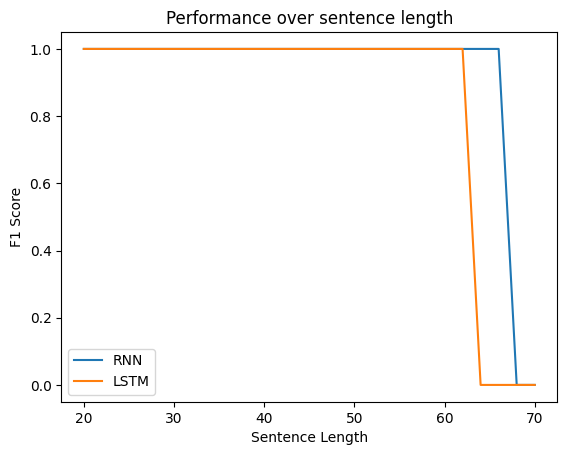 Performance over sentence length
F1 Score
1.0
0.8
0.6
0.4
0.2
0.0
RNN
LSTM
20 30 40 50 60 70
Sentence Length